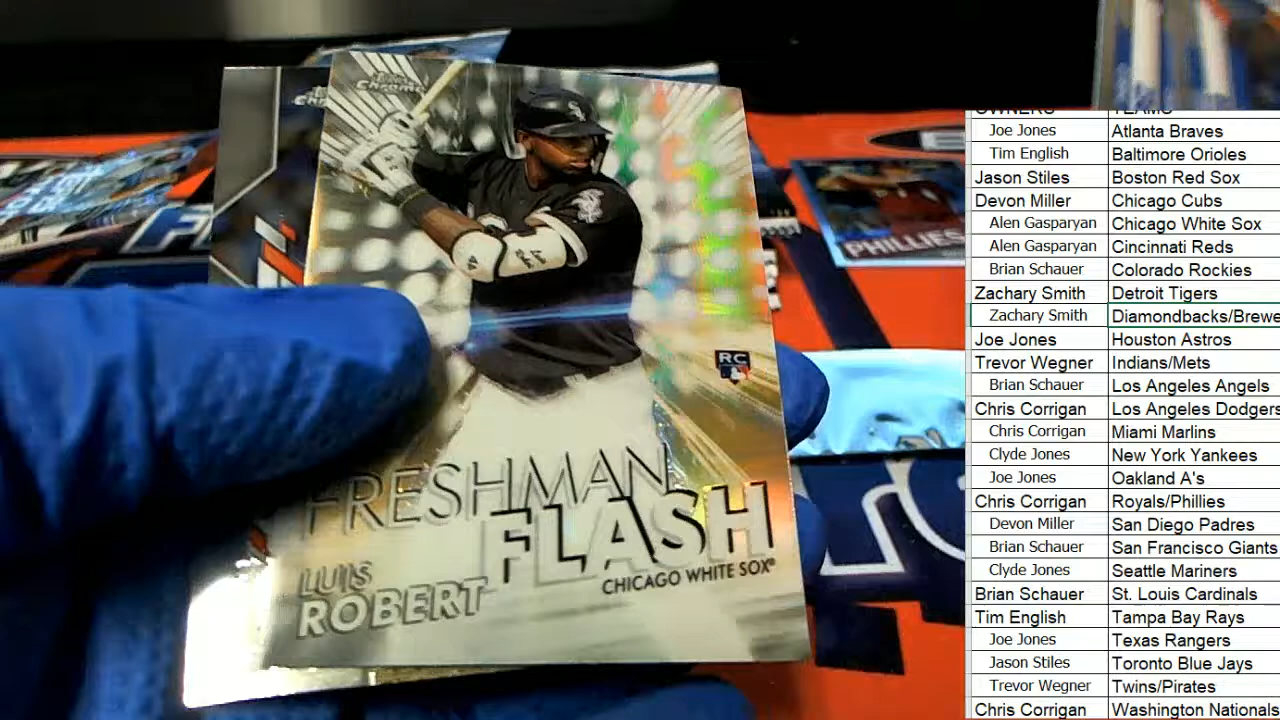 Chrome
RC
FRESHMAN
FLASH
LUIS
ROBERT
CHICAGO WHITE SOX
PHILLIES
OWNERS TEAMS
Joe Jones Atlanta Braves
Tim English Baltimore Orioles
Jason Stiles Boston Red Sox
Devon Miller Chicago Cubs
Alen Gasparyan Chicago White Sox
Alen Gasparyan Cincinnati Reds
Brian Schauer Colorado Rockies
Zachary Smith Detroit Tigers
Zachary Smith Diamondbacks/Brewe
Joe Jones Houston Astros
Trevor Wegner Indians/Mets
Brian Schauer Los Angeles Angels
Chris Corrigan Los Angeles Dodgers
Chris Corrigan Miami Marlins
Clyde Jones New York Yankees
Joe Jones Oakland A's
Chris Corrigan Royals/Phillies
Devon Miller San Diego Padres
Brian Schauer San Francisco Giants
Clyde Jones Seattle Mariners
Brian Schauer St. Louis Cardinals
Tim English Tampa Bay Rays
Joe Jones Texas Rangers
Jason Stiles Toronto Blue Jays
Trevor Wegner Twins/Pirates
Chris Corrigan Washington Nationals